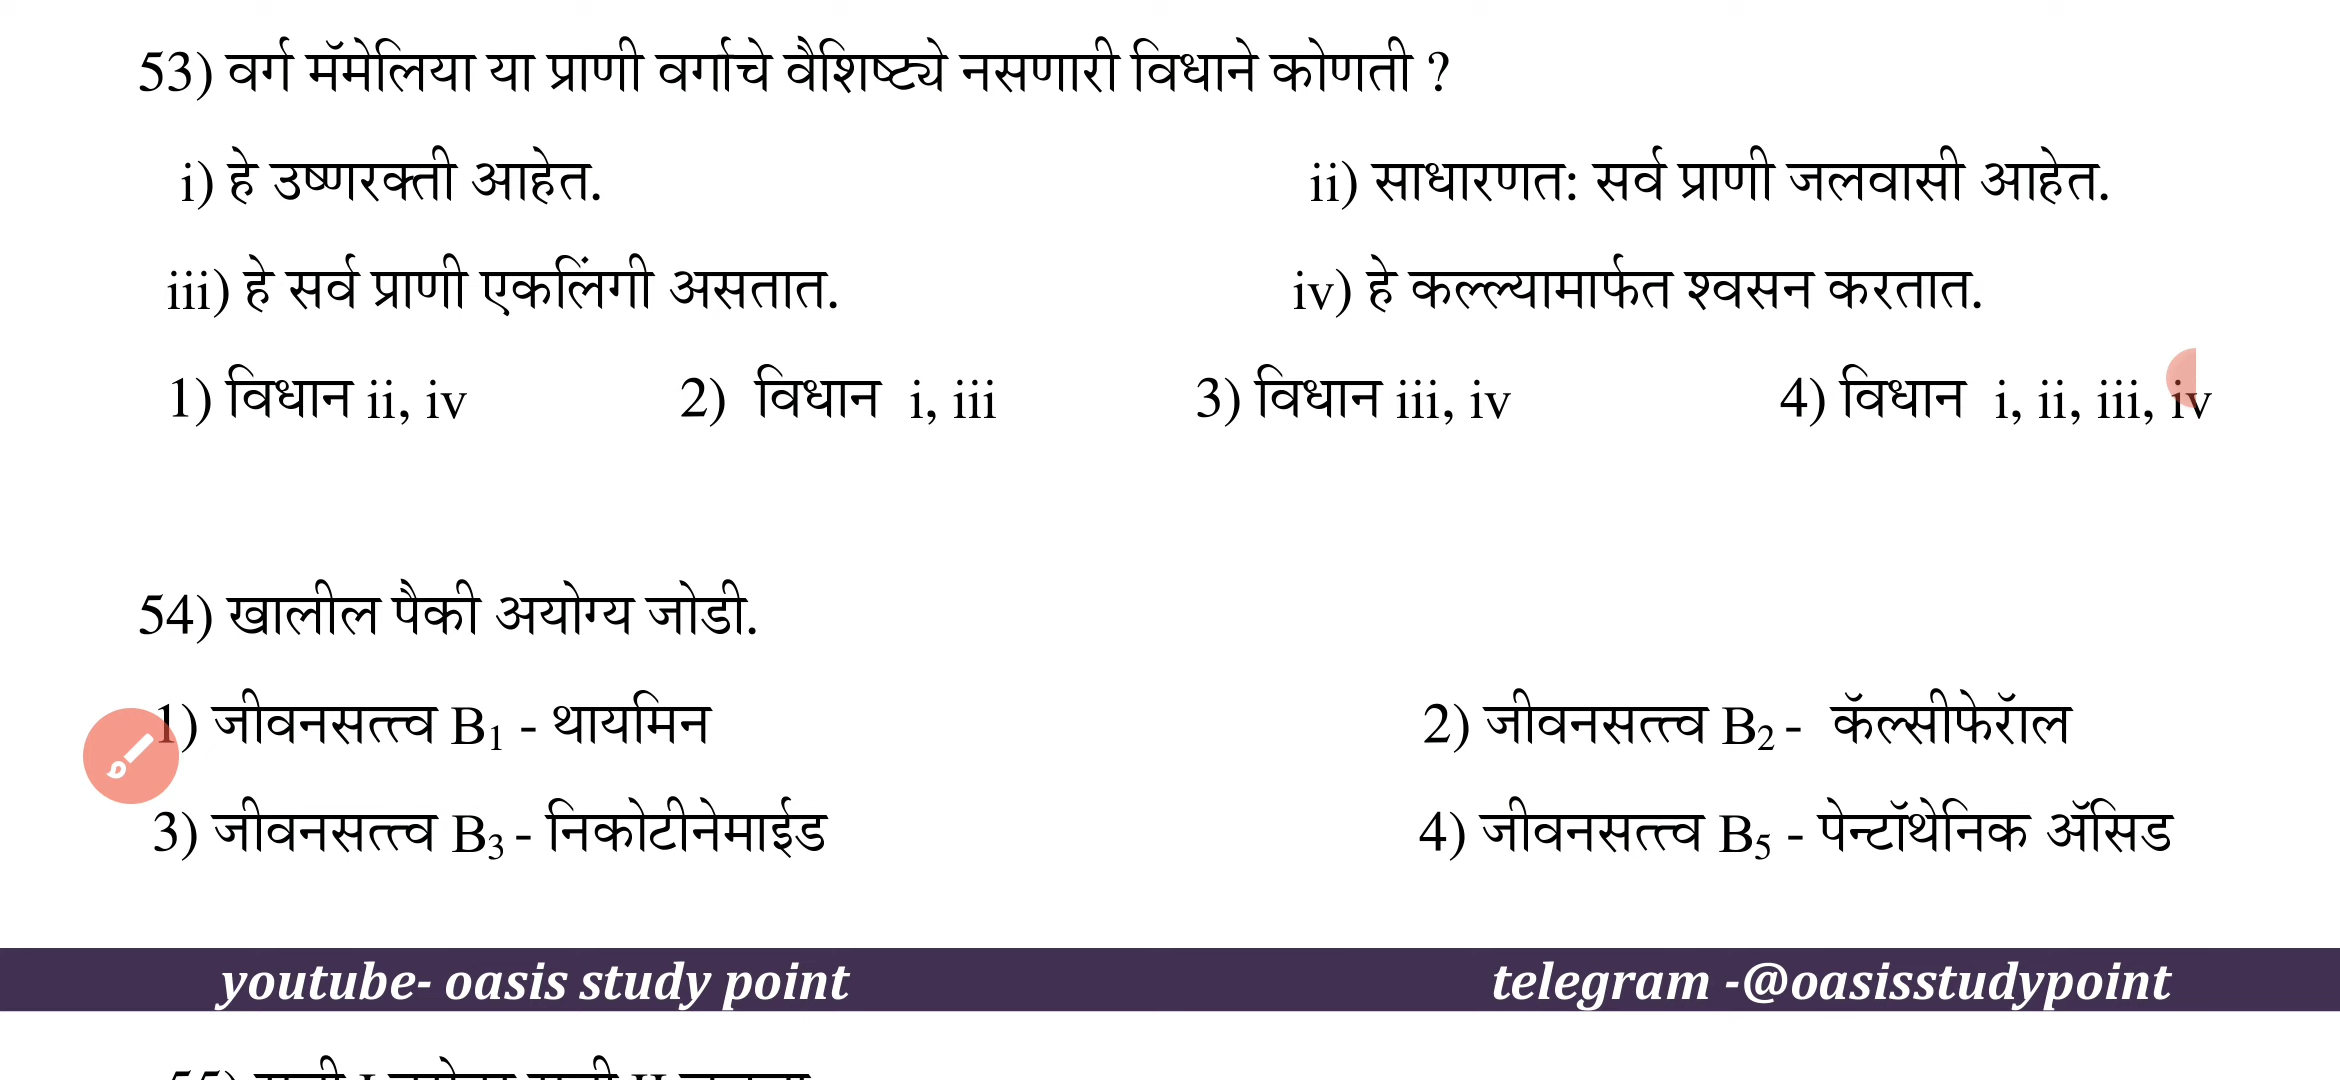 53) वर्ग मॅमेलिया या प्राणी वर्गाचे वैशिष्ट्ये नसणारी विधाने कोणती ?
i) हे उष्णरक्ती आहेत. ii) साधारणत: सर्व प्राणी जलवासी आहेत.
iii) हे सर्व प्राणी एकलिंगी असतात. iv) हे कल्ल्यामार्फत श्वसन करतात.
1) विधान ii, iv 2) विधान i, iii 3) विधान iii, iv 4) विधान i, ii, iii, iv
54) खालील पैकी अयोग्य जोडी.
1) जीवनसत्त्व B₁ - थायमिन 2) जीवनसत्त्व B₂ - कॅल्सीफेरॉल
3) जीवनसत्त्व B₃ - निकोटीनेमाईड 4) जीवनसत्त्व B₅ - पेन्टॉथेनिक ॲसिड
youtube- oasis study point telegram -@oasisstudypoint